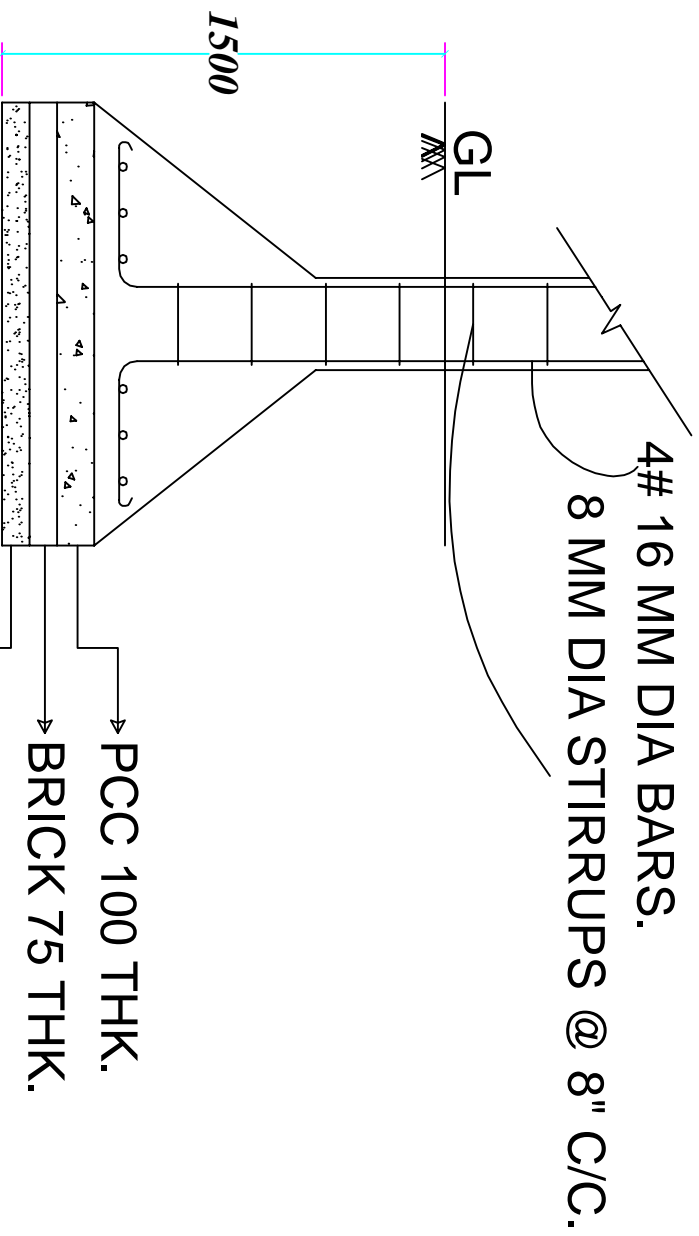 4# 16 MM DIA BARS.
8 MM DIA STIRRUPS @ 8" C/C.
GL
1500
PCC 100 THK.
BRICK 75 THK.